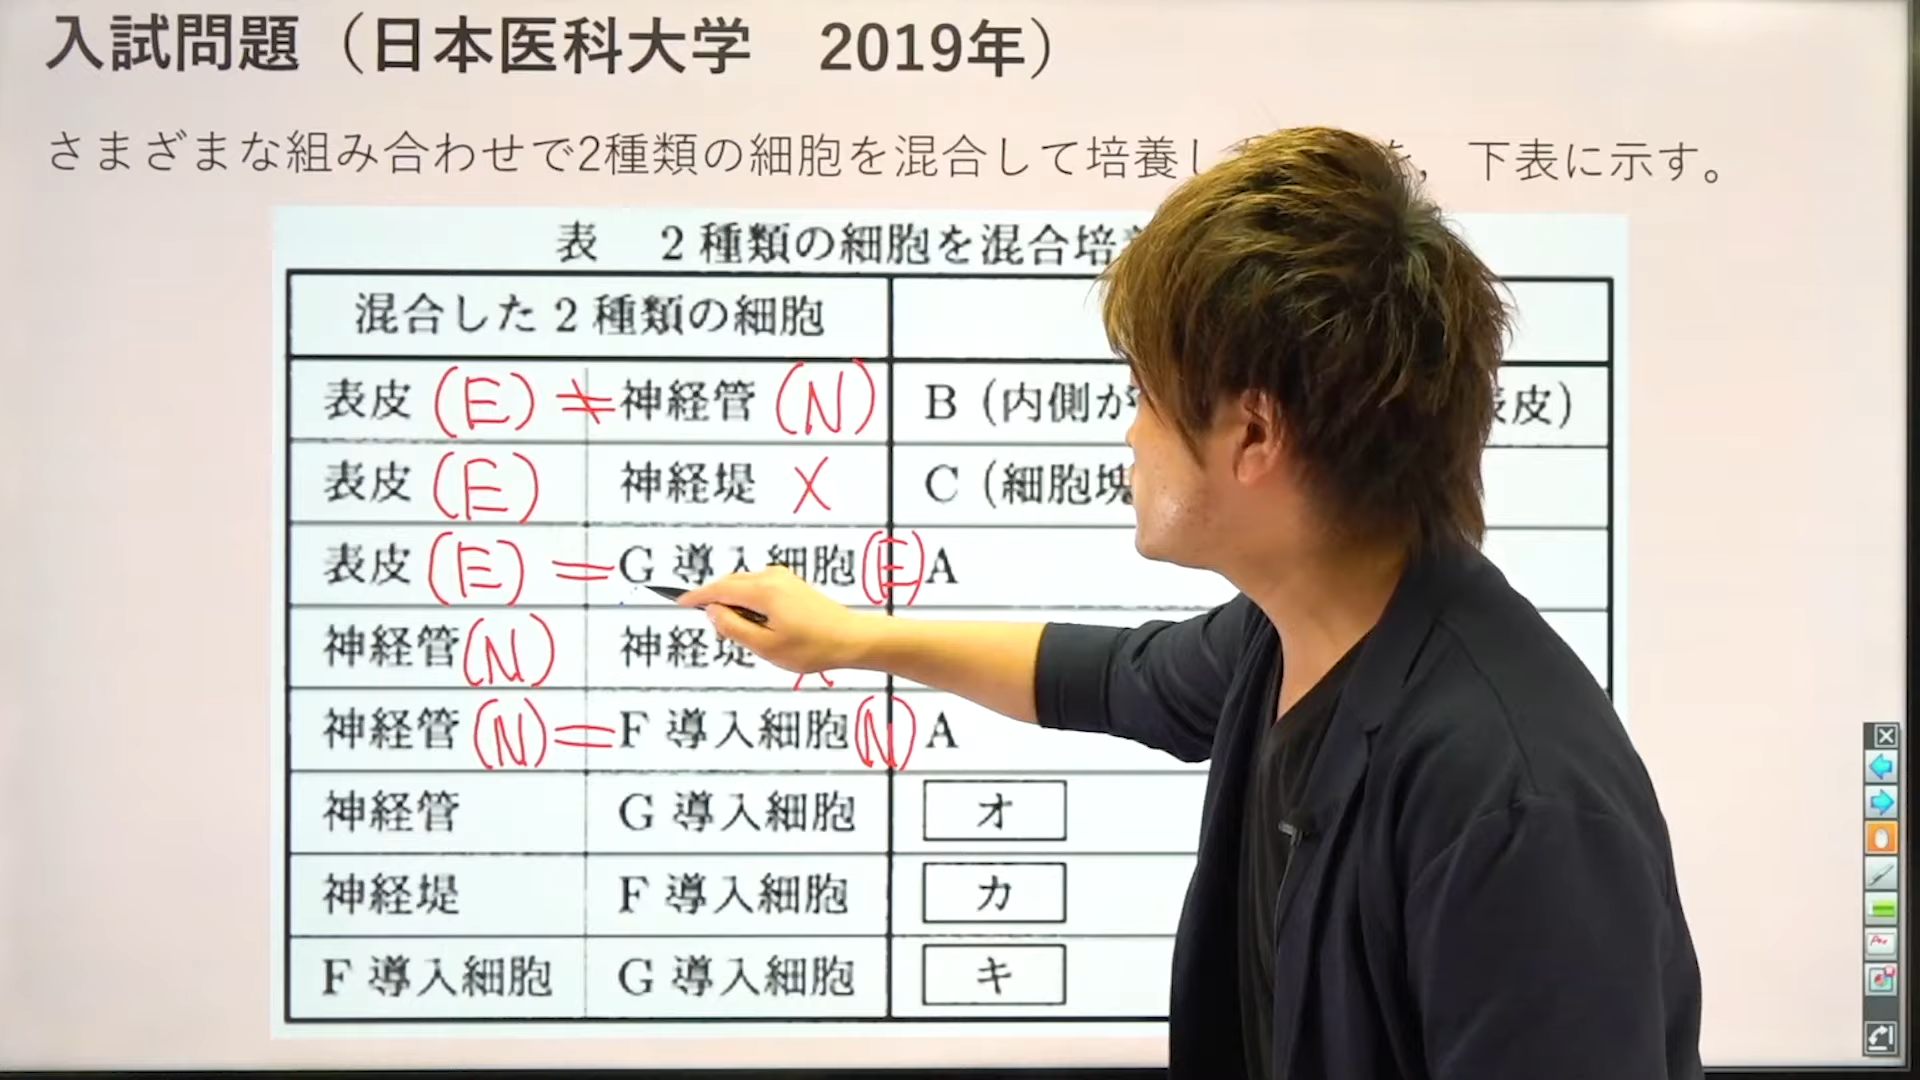 入試問題（日本医科大学　2019年）
さまざまな組み合わせで2種類の細胞を混合して培養し 下表に示す。
表　2種類の細胞を混合培
混合した2種類の細胞
表皮 (E) ≠ 神経管 (N) B (内側が 皮)
表皮 (E) 神経堤 X C (細胞塊
表皮 (E) = G 導入細胞 (E) A
神経管 (N) 神経堤
神経管 (N) = F 導入細胞 (N) A
神経管 G 導入細胞 オ
神経堤 F 導入細胞 カ
F 導入細胞 G 導入細胞 キ